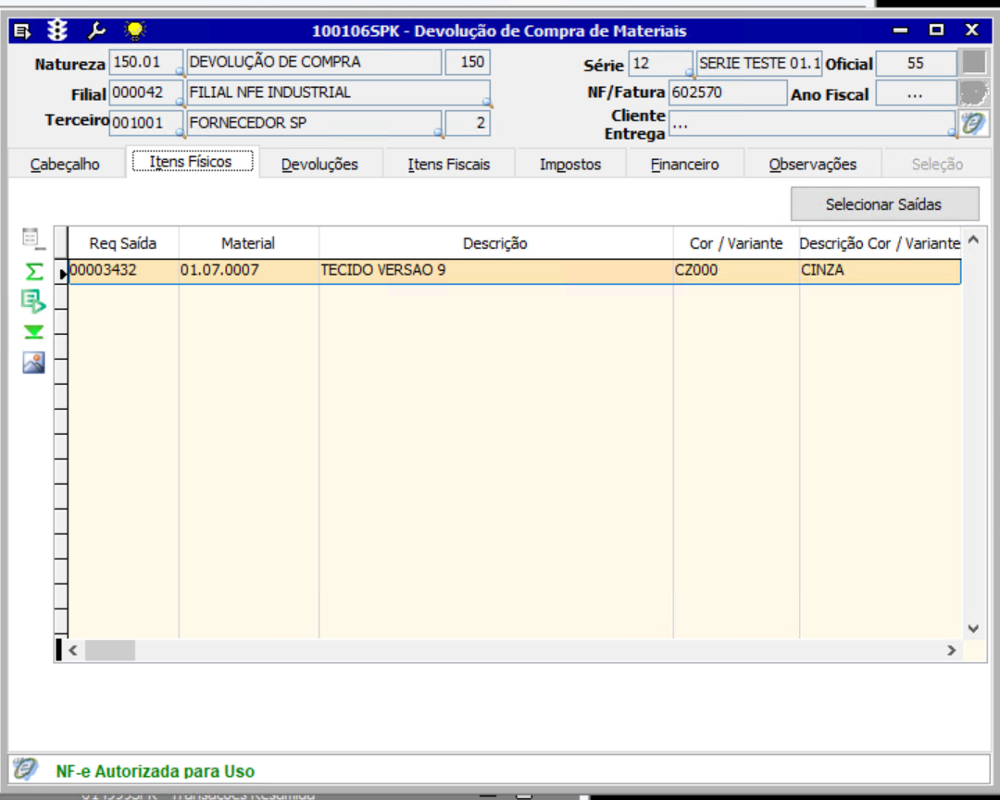 100106SPK - Devolução de Compra de Materiais
Natureza 150.01 DEVOLUÇÃO DE COMPRA 150 Série 12 SERIE TESTE 01.1 Oficial 55
Filial 000042 FILIAL NFE INDUSTRIAL NF/Fatura 602570 Ano Fiscal ...
Terceiro 001001 FORNECEDOR SP 2 Cliente Entrega ...
Cabeçalho Itens Físicos Devoluções Itens Fiscais Impostos Financeiro Observações Seleção
Selecionar Saídas
Req Saída Material Descrição Cor / Variante Descrição Cor / Variante
00003432 01.07.0007 TECIDO VERSAO 9 CZ000 CINZA
NF-e Autorizada para Uso